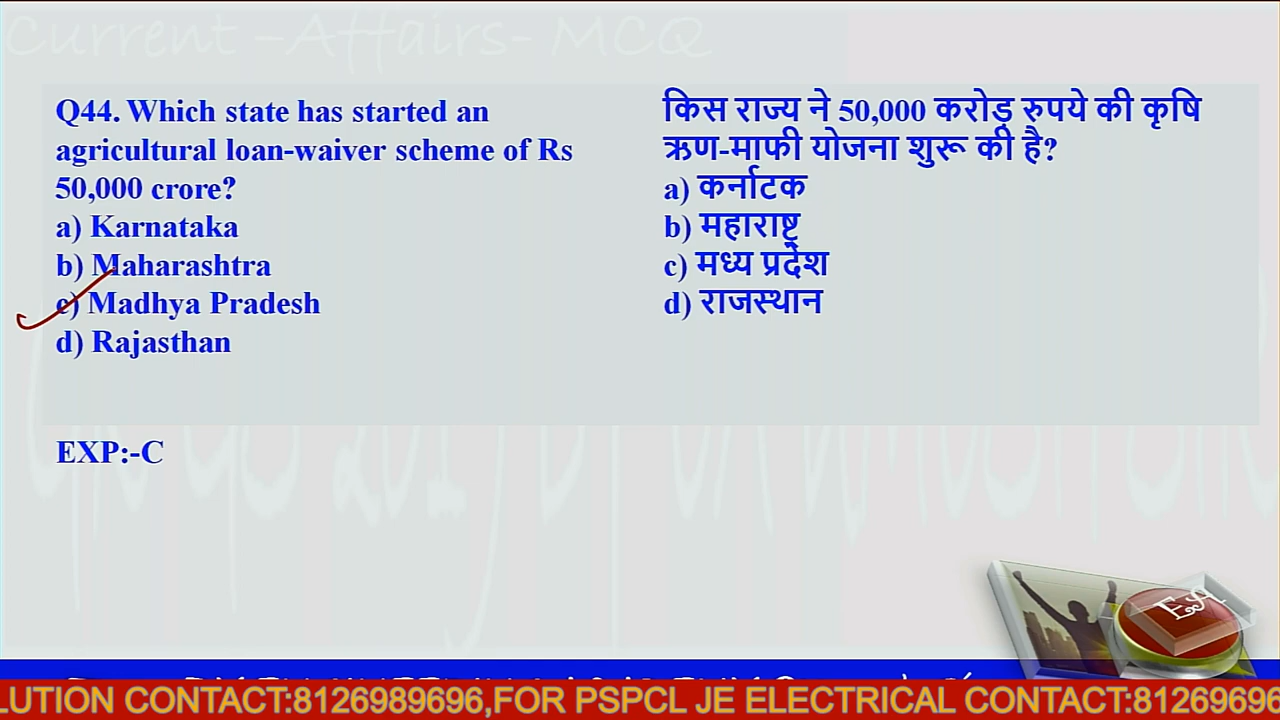 Current -Affairs- MCQ
Q44. Which state has started an
agricultural loan-waiver scheme of Rs
50,000 crore?
a) Karnataka
b) Maharashtra
c) Madhya Pradesh
d) Rajasthan
किस राज्य ने 50,000 करोड़ रुपये की कृषि
ऋण-माफी योजना शुरू की है?
a) कर्नाटक
b) महाराष्ट्र
c) मध्य प्रदेश
d) राजस्थान
EXP:-C
EA
LUTION CONTACT:8126989696,FOR PSPCL JE ELECTRICAL CONTACT:81269696